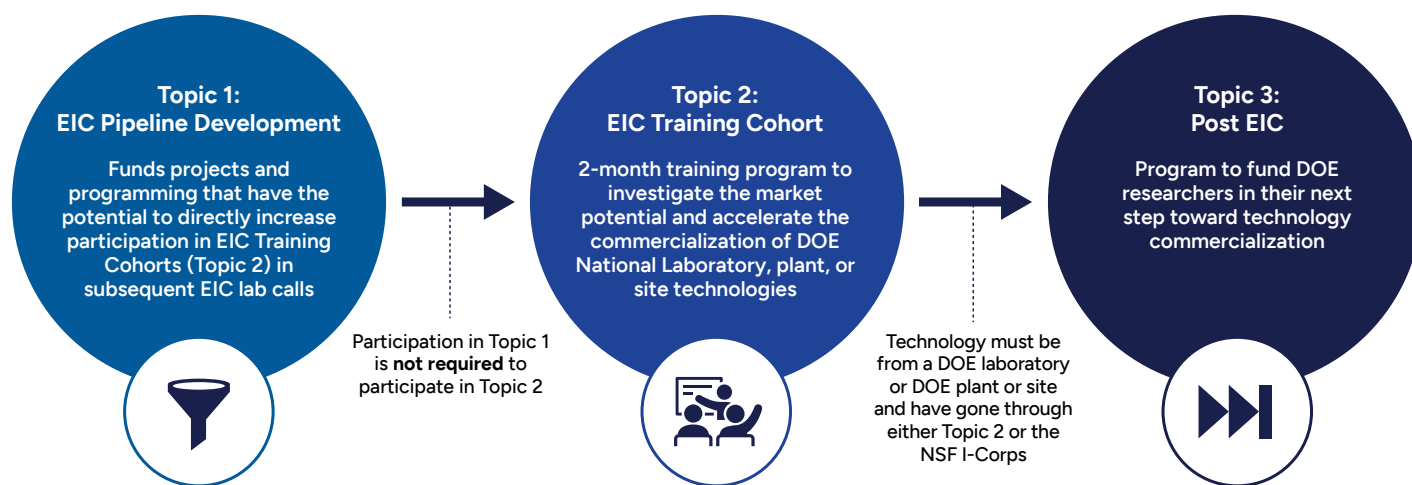 Topic 1:
EIC Pipeline Development
Funds projects and
programming that have the
potential to directly increase
participation in EIC Training
Cohorts (Topic 2) in
subsequent EIC lab calls
Participation in Topic 1
is not required to
participate in Topic 2
Topic 2:
EIC Training Cohort
2-month training program to
investigate the market
potential and accelerate the
commercialization of DOE
National Laboratory, plant, or
site technologies
Technology must be
from a DOE laboratory
or DOE plant or site
and have gone through
either Topic 2 or the
NSF I-Corps
Topic 3:
Post EIC
Program to fund DOE
researchers in their next
step toward technology
commercialization